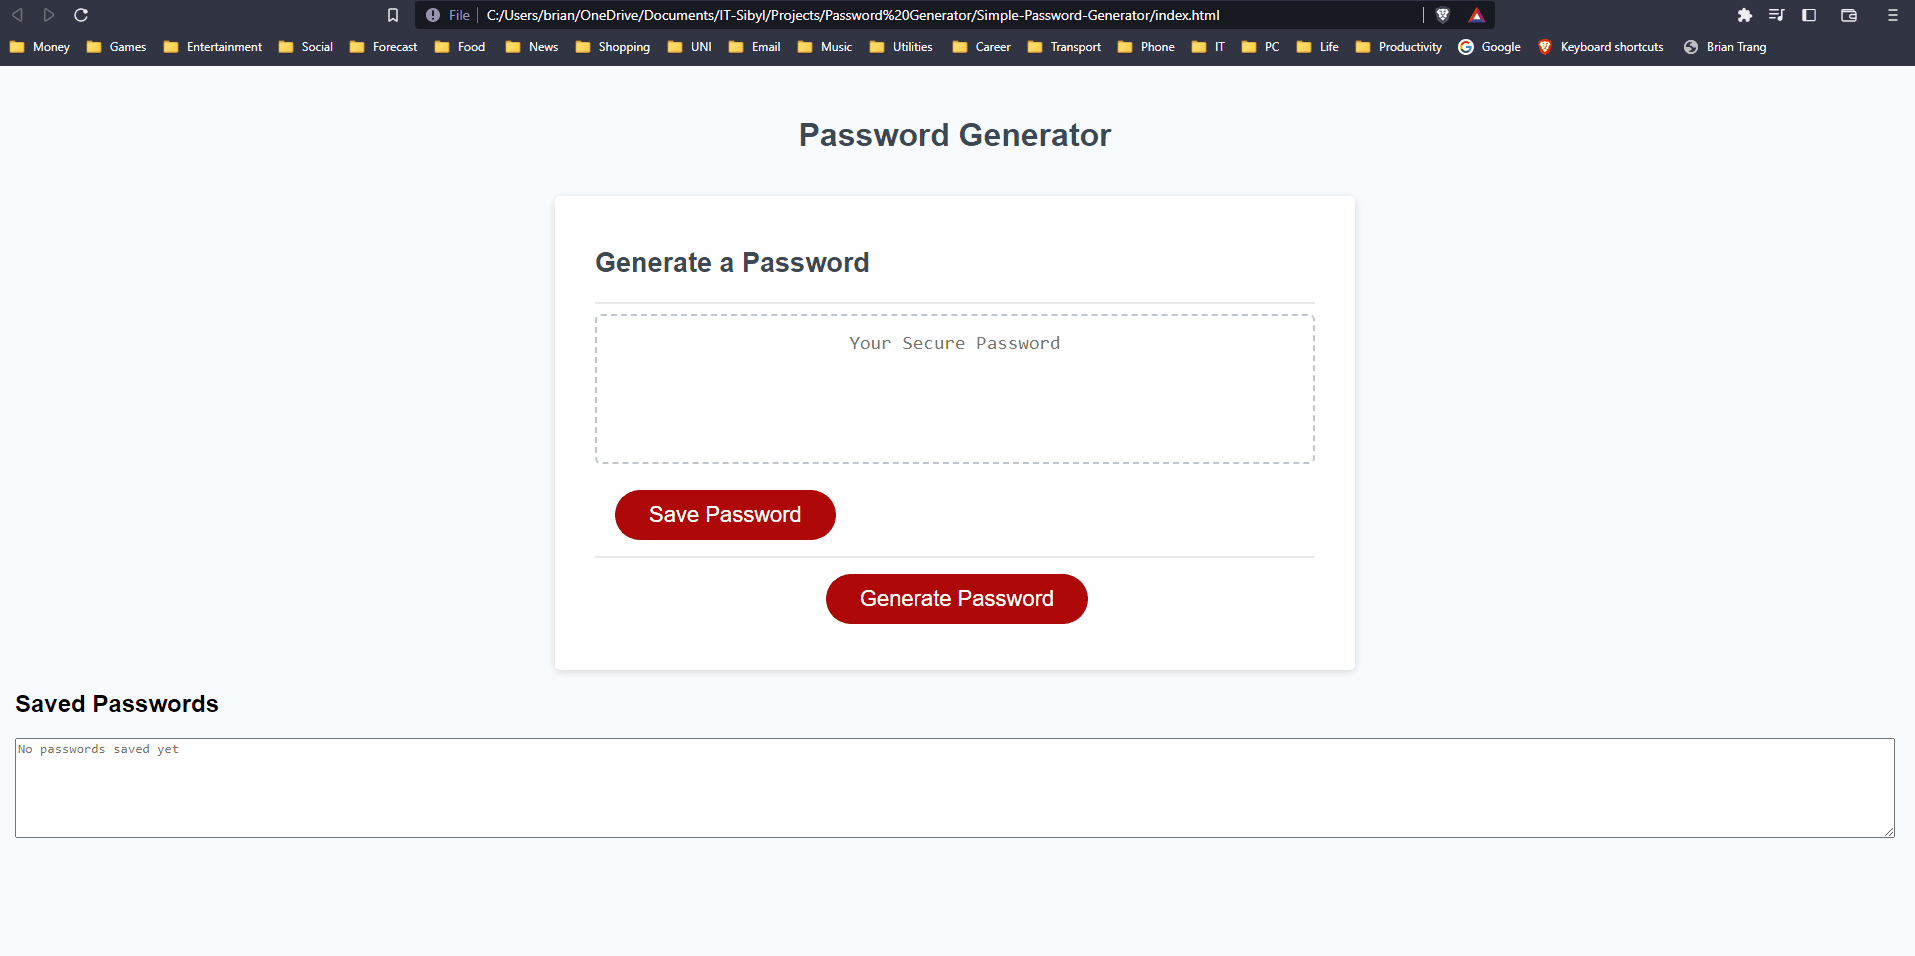 File C:/Users/brian/OneDrive/Documents/IT-Sibyl/Projects/Password%20Generator/Simple-Password-Generator/index.html
Money Games Entertainment Social Forecast Food News Shopping UNI Email Music Utilities Career Transport Phone IT PC Life Productivity Google Keyboard shortcuts Brian Trang
Password Generator
Generate a Password
Your Secure Password
Save Password
Generate Password
Saved Passwords
No passwords saved yet